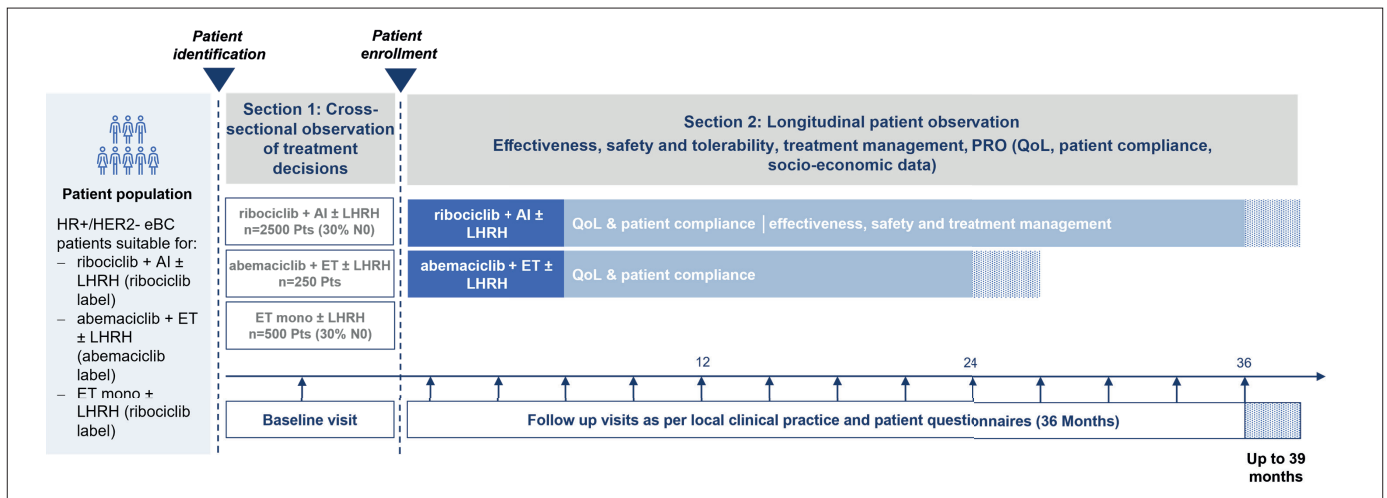 Patient
identification
Patient
enrollment
Patient population
HR+/HER2- eBC
patients suitable for:
– ribociclib + AI ±
LHRH (ribociclib
label)
– abemaciclib + ET
± LHRH
(abemaciclib
label)
– ET mono +
LHRH (ribociclib
label)
Section 1: Cross-
sectional observation
of treatment
decisions
ribociclib + AI ± LHRH
n=2500 Pts (30% N0)
abemaciclib + ET ± LHRH
n=250 Pts
ET mono ± LHRH
n=500 Pts (30% N0)
Baseline visit
Section 2: Longitudinal patient observation
Effectiveness, safety and tolerability, treatment management, PRO (QoL, patient compliance,
socio-economic data)
ribociclib + AI ±
LHRH
QoL & patient compliance | effectiveness, safety and treatment management
abemaciclib + ET ±
LHRH
QoL & patient compliance
12 24 36
Follow up visits as per local clinical practice and patient questionnaires (36 Months)
Up to 39
months